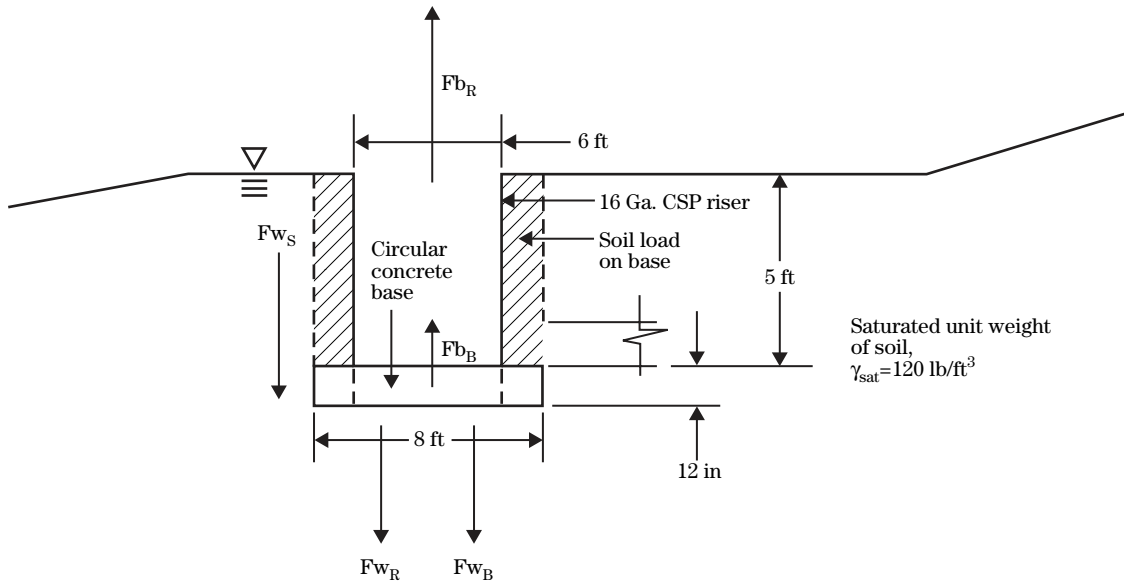 Fb_R
6 ft
16 Ga. CSP riser
Fw_S
Circular
concrete
base
Soil load
on base
5 ft
Fb_B
Saturated unit weight
of soil,
γ_sat=120 lb/ft³
8 ft
12 in
Fw_R
Fw_B